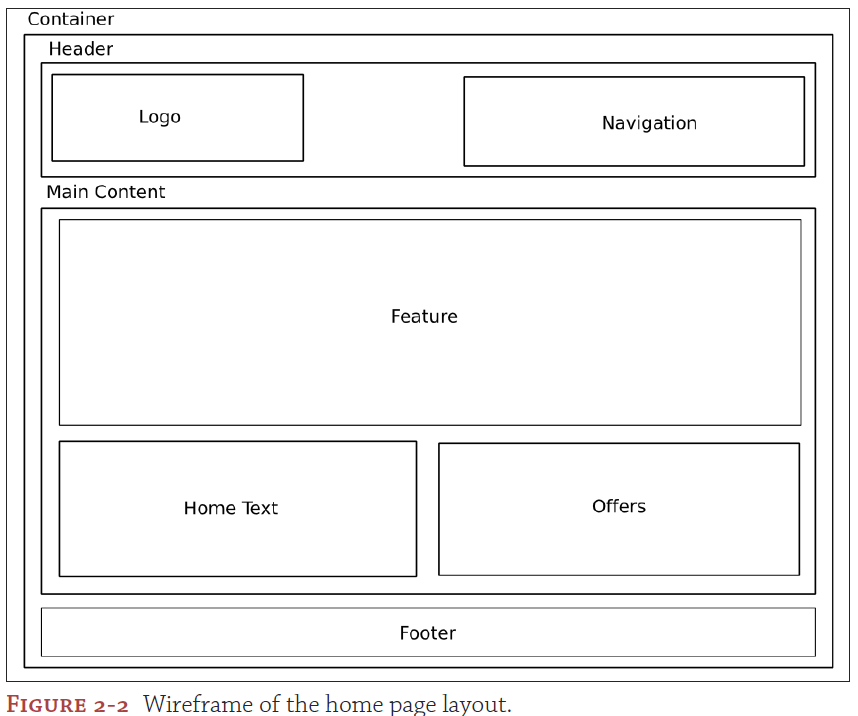 Container
Header
Logo
Navigation
Main Content
Feature
Home Text
Offers
Footer
FIGURE 2-2 Wireframe of the home page layout.